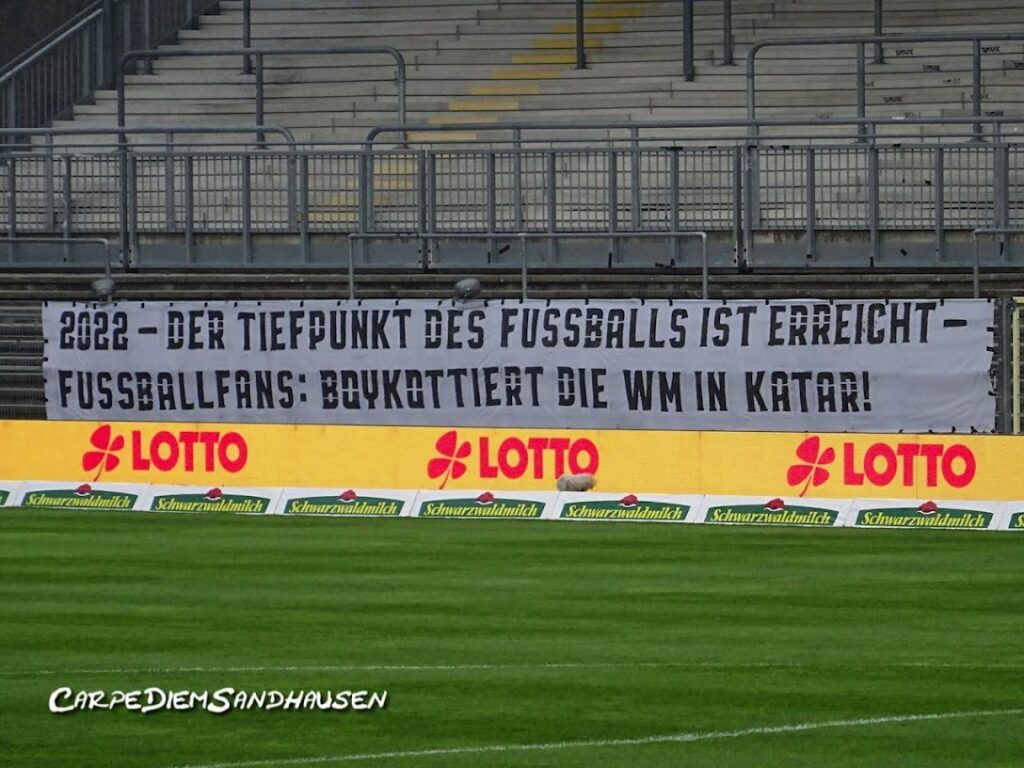 2022 – DER TIEFPUNKT DES FUSSBALLS IST ERREICHT –
FUSSBALLFANS: BOYKOTTIERT DIE WM IN KATAR!
LOTTO LOTTO LOTTO
Schwarzwaldmilch Schwarzwaldmilch Schwarzwaldmilch Schwarzwaldmilch Schwarzwaldmilch Schwarzwaldmilch Schwarzwaldmilch
CARPEDIEMSANDHAUSEN